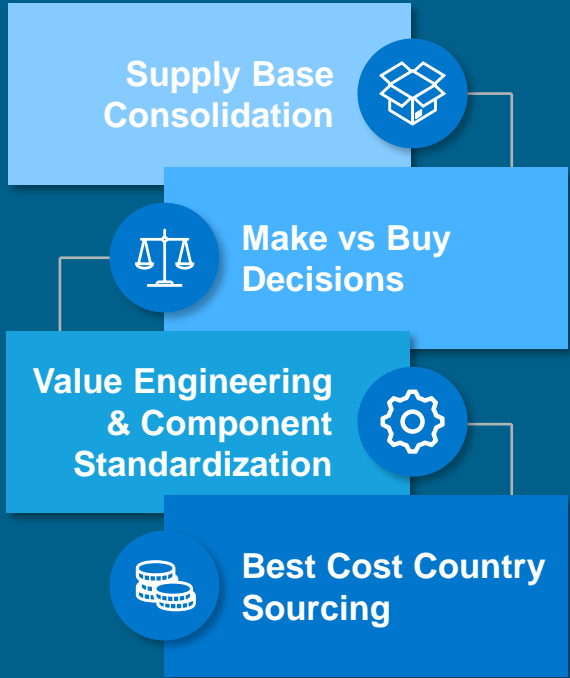 Supply Base
Consolidation
Make vs Buy
Decisions
Value Engineering
& Component
Standardization
Best Cost Country
Sourcing